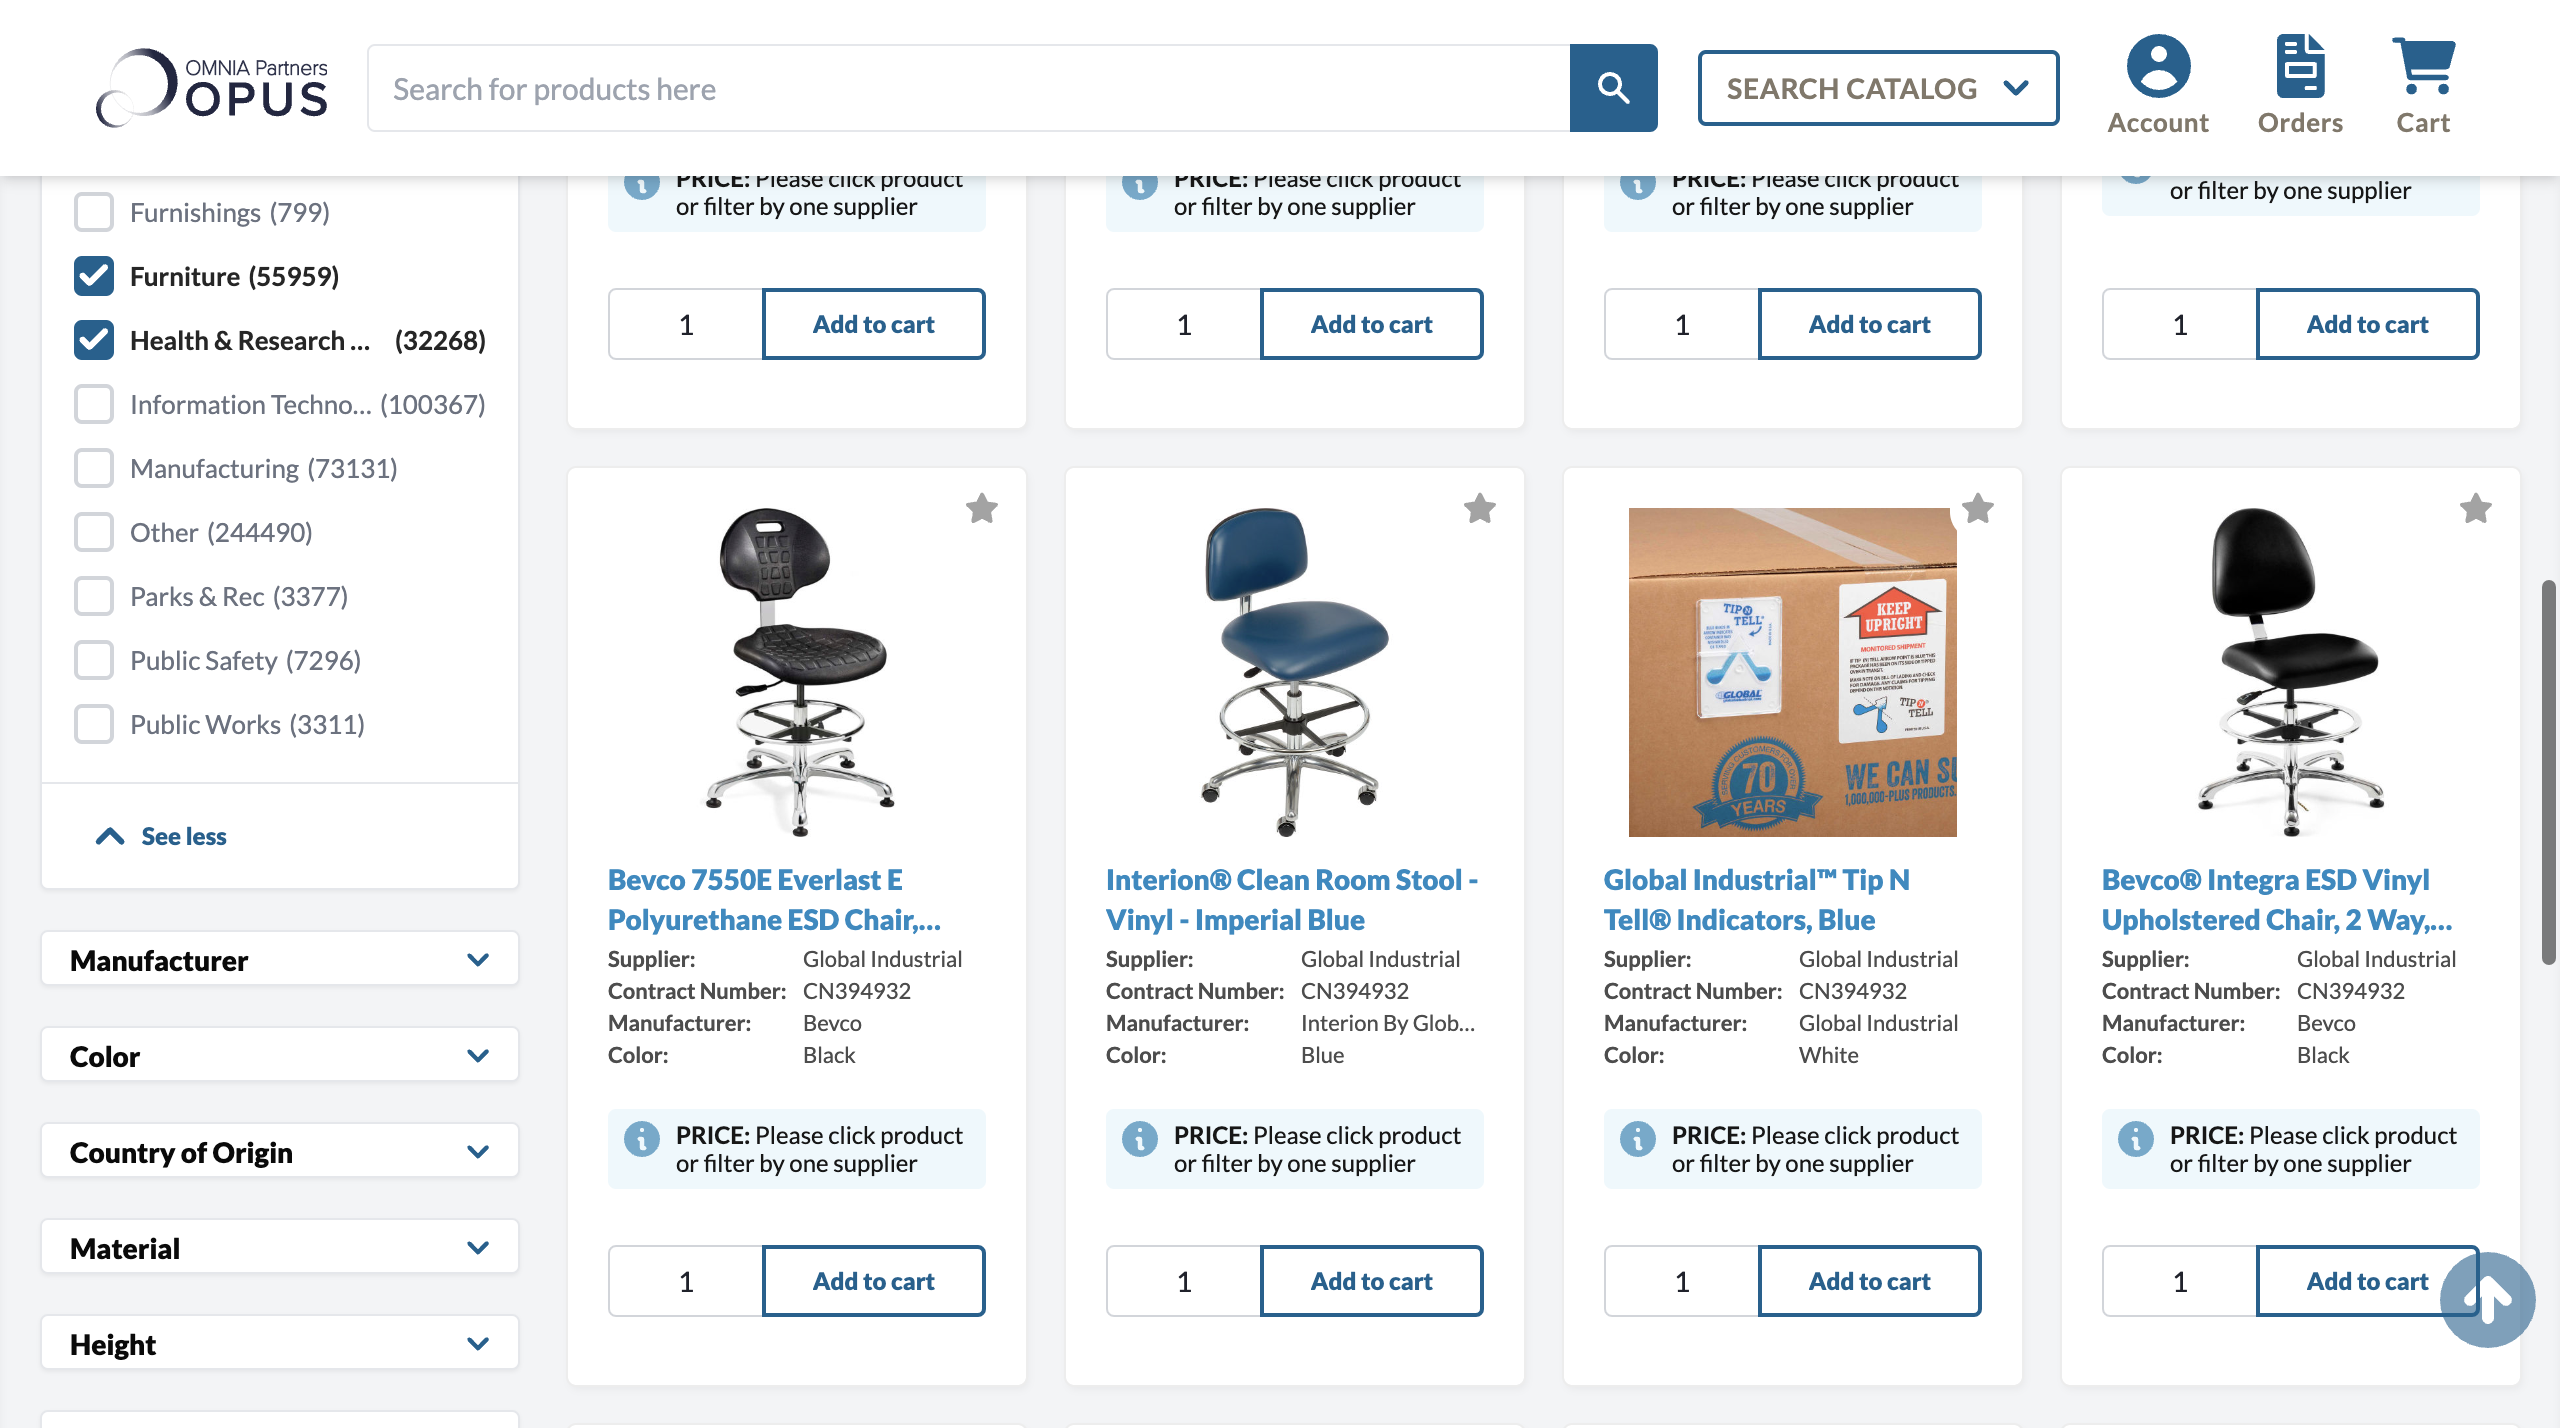 OMNIA Partners
OPUS
Search for products here
SEARCH CATALOG
Account
Orders
Cart
Furnishings (799)
Furniture (55959)
Health & Research ... (32268)
Information Techno... (100367)
Manufacturing (73131)
Other (244490)
Parks & Rec (3377)
Public Safety (7296)
Public Works (3311)
See less
Manufacturer
Color
Country of Origin
Material
Height
PRICE: Please click product
or filter by one supplier
1
Add to cart
PRICE: Please click product
or filter by one supplier
1
Add to cart
PRICE: Please click product
or filter by one supplier
1
Add to cart
or filter by one supplier
1
Add to cart
Bevco 7550E Everlast E
Polyurethane ESD Chair,...
Supplier: Global Industrial
Contract Number: CN394932
Manufacturer: Bevco
Color: Black
PRICE: Please click product
or filter by one supplier
1
Add to cart
Interion® Clean Room Stool -
Vinyl - Imperial Blue
Supplier: Global Industrial
Contract Number: CN394932
Manufacturer: Interion By Glob...
Color: Blue
PRICE: Please click product
or filter by one supplier
1
Add to cart
TIP N
TELL
GLOBAL
KEEP
UPRIGHT
MONITORED SHIPMENT
TIP N
TELL
SERVING CUSTOMERS FOR OVER
70
YEARS
WE CAN SU
1,000,000-PLUS PRODUCTS.
Global Industrial™ Tip N
Tell® Indicators, Blue
Supplier: Global Industrial
Contract Number: CN394932
Manufacturer: Global Industrial
Color: White
PRICE: Please click product
or filter by one supplier
1
Add to cart
Bevco® Integra ESD Vinyl
Upholstered Chair, 2 Way,...
Supplier: Global Industrial
Contract Number: CN394932
Manufacturer: Bevco
Color: Black
PRICE: Please click product
or filter by one supplier
1
Add to cart